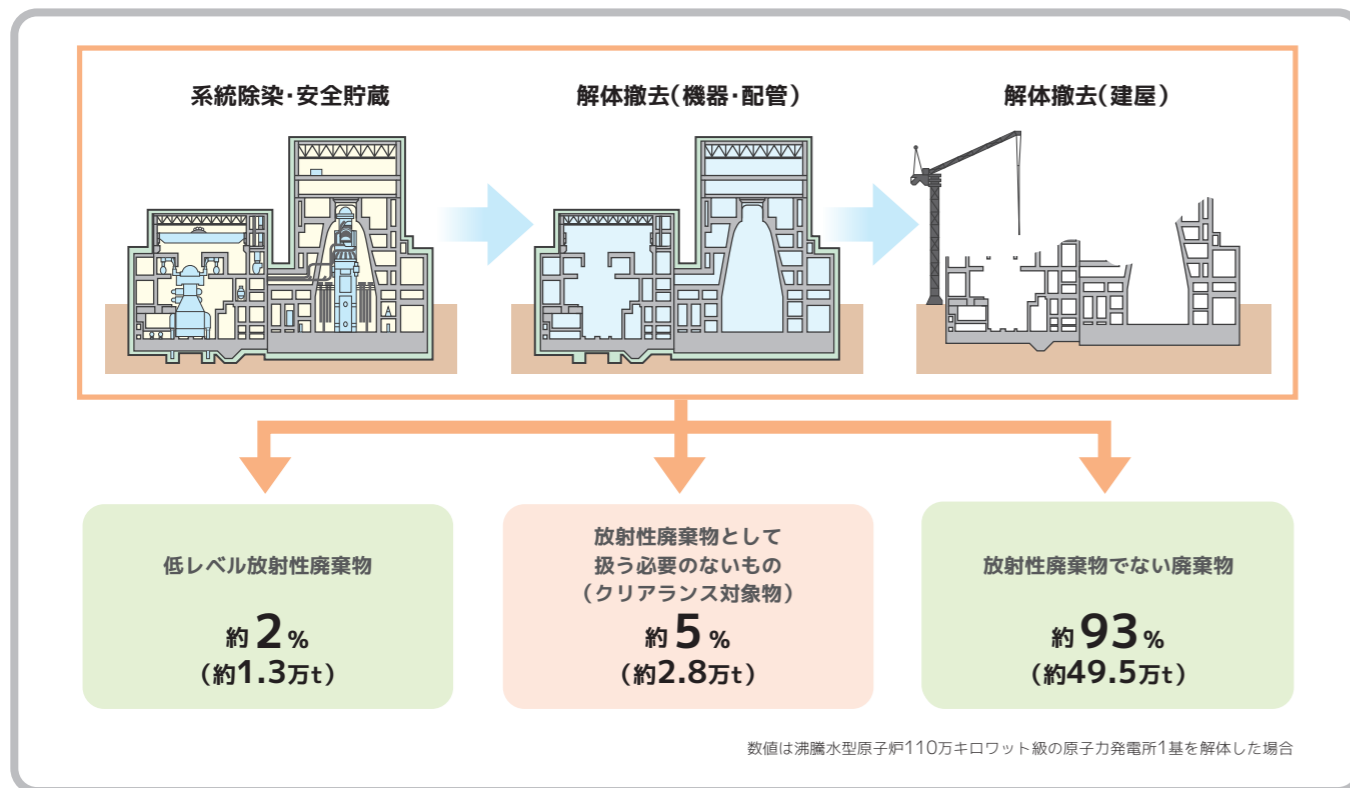 系統除染・安全貯蔵
解体撤去(機器・配管)
解体撤去(建屋)
低レベル放射性廃棄物
約2%
(約1.3万t)
放射性廃棄物として
扱う必要のないもの
(クリアランス対象物)
約5%
(約2.8万t)
放射性廃棄物でない廃棄物
約93%
(約49.5万t)
数値は沸騰水型原子炉110万キロワット級の原子力発電所1基を解体した場合